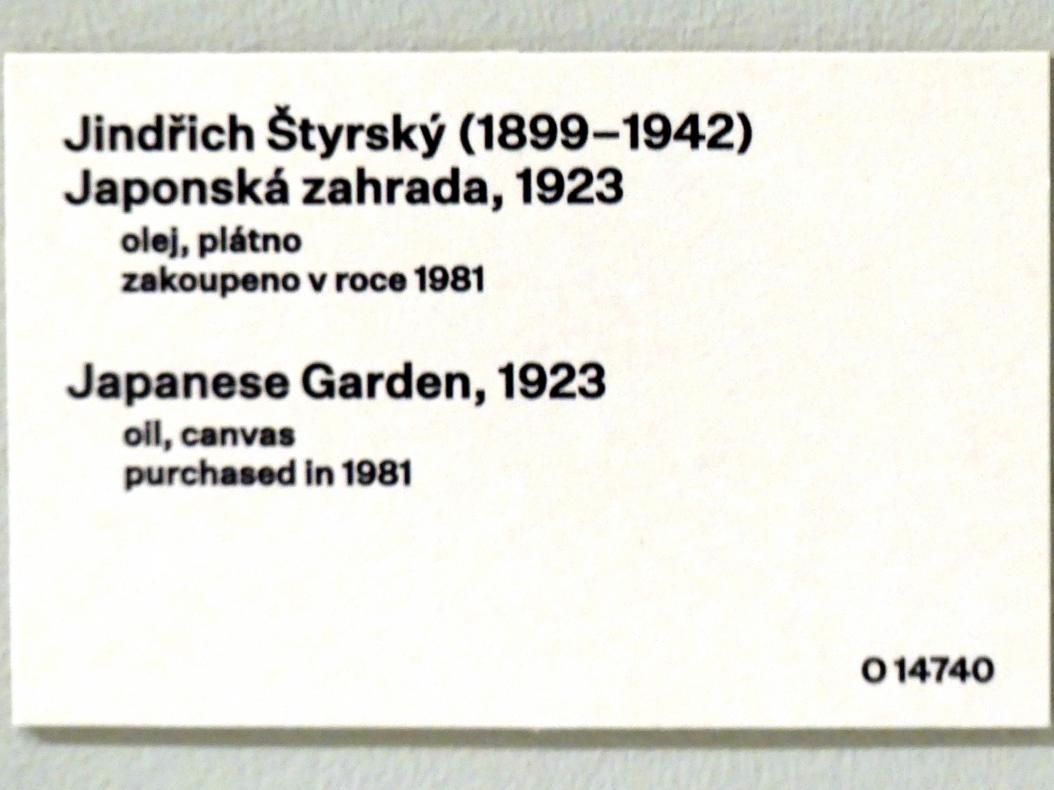 Jindřich Štyrský (1899–1942)
Japonská zahrada, 1923
olej, plátno
zakoupeno v roce 1981
Japanese Garden, 1923
oil, canvas
purchased in 1981
O 14740